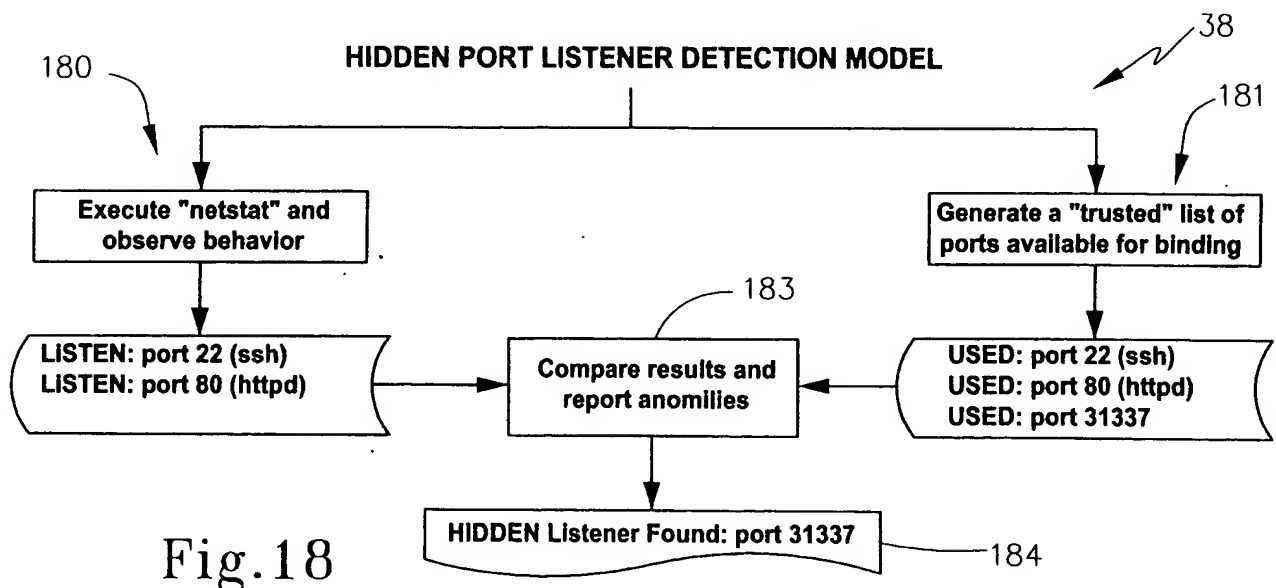 38
HIDDEN PORT LISTENER DETECTION MODEL
180
181
Execute "netstat" and
observe behavior
Generate a "trusted" list of
ports available for binding
183
LiSTEN: port 22 (ssh)
LiSTEN: port 80 (httpd)
Compare results and
report anomilies
USED: port 22 (ssh)
USED: port 80 (httpd)
USED: port 31337
HIDDEN Listener Found: port 31337
184
Fig.18